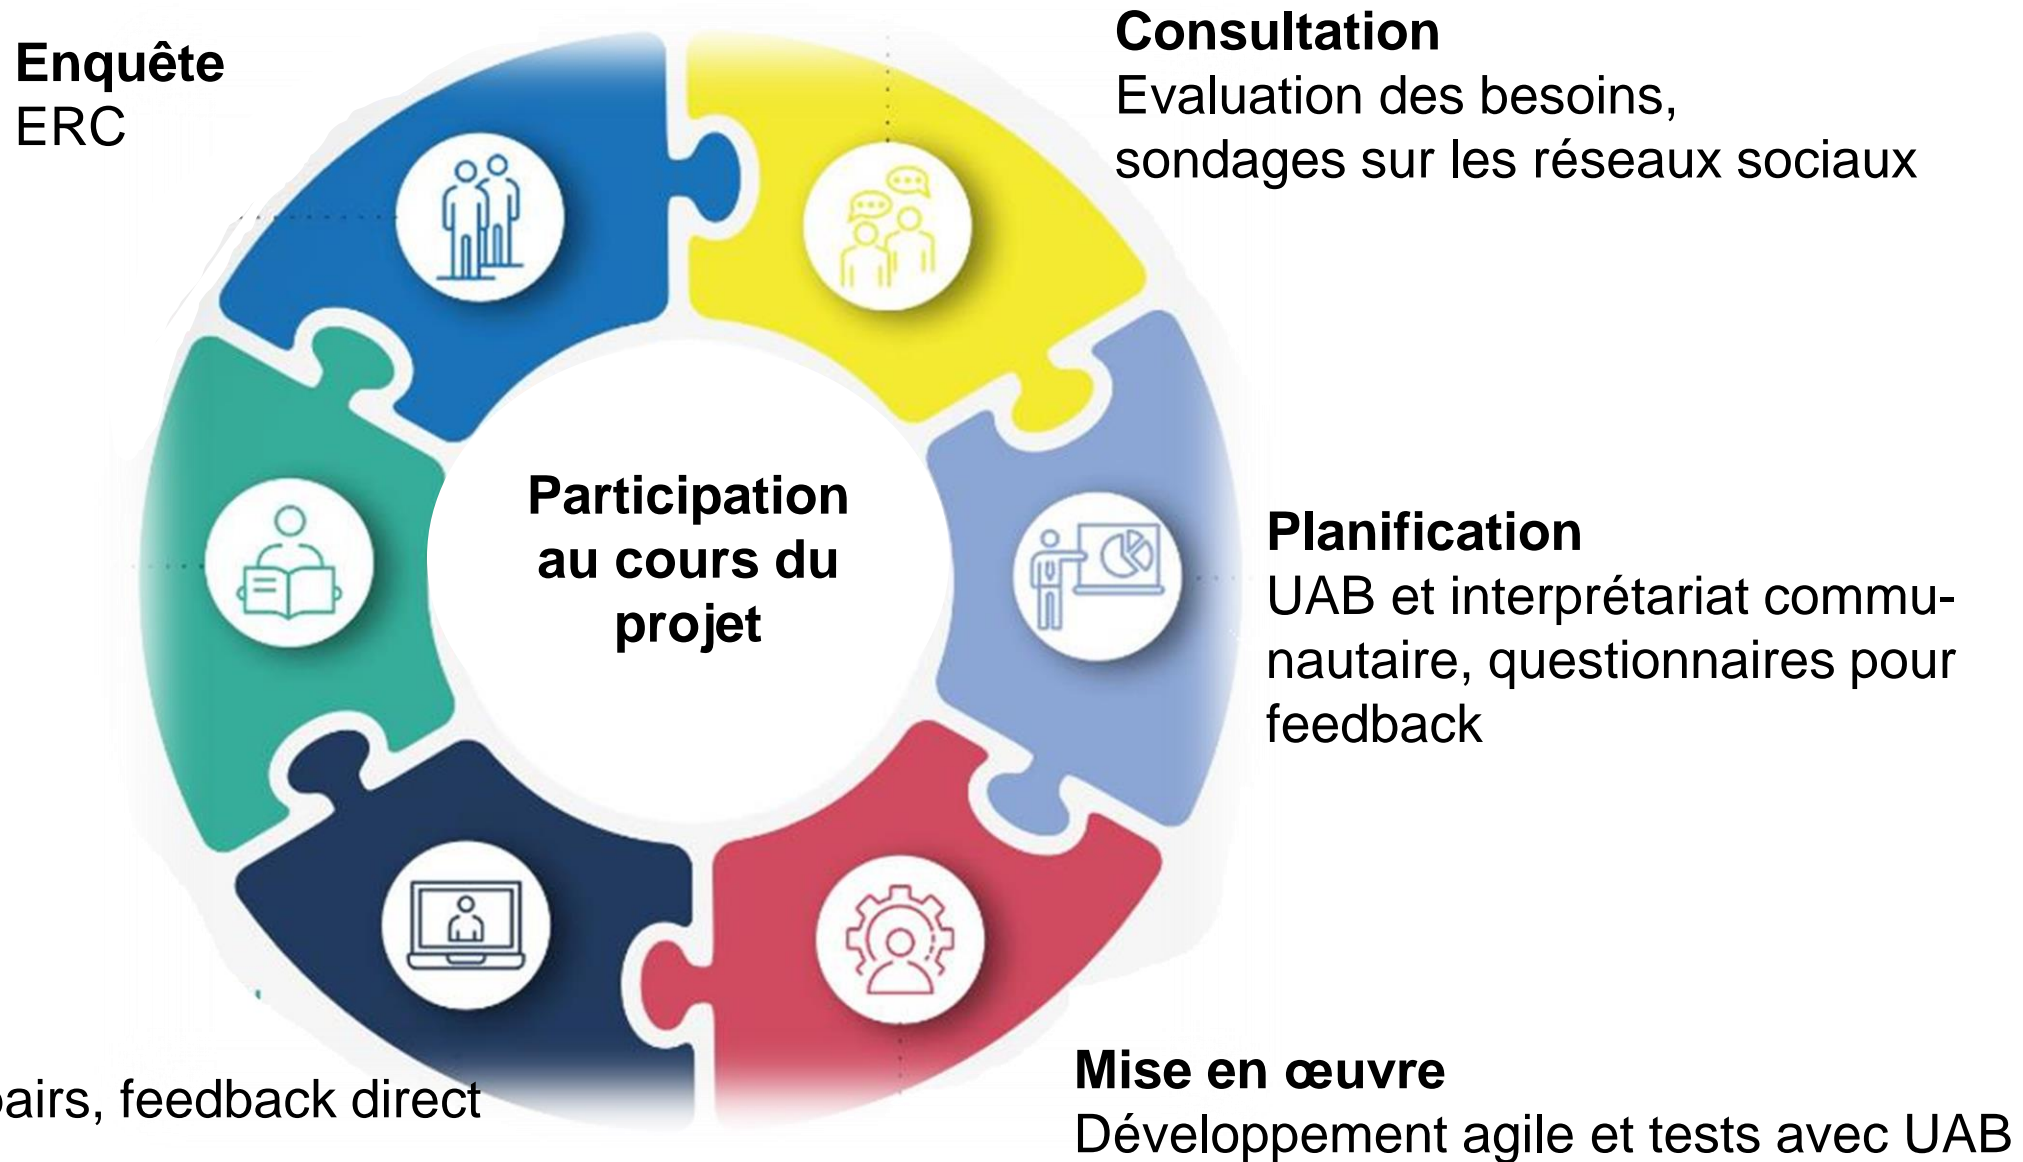 Enquête
ERC
Consultation
Evaluation des besoins,
sondages sur les réseaux sociaux
Participation
au cours du
projet
Planification
UAB et interprétariat commu-
nautaire, questionnaires pour
feedback
Mise en œuvre
Développement agile et tests avec UAB
pairs, feedback direct